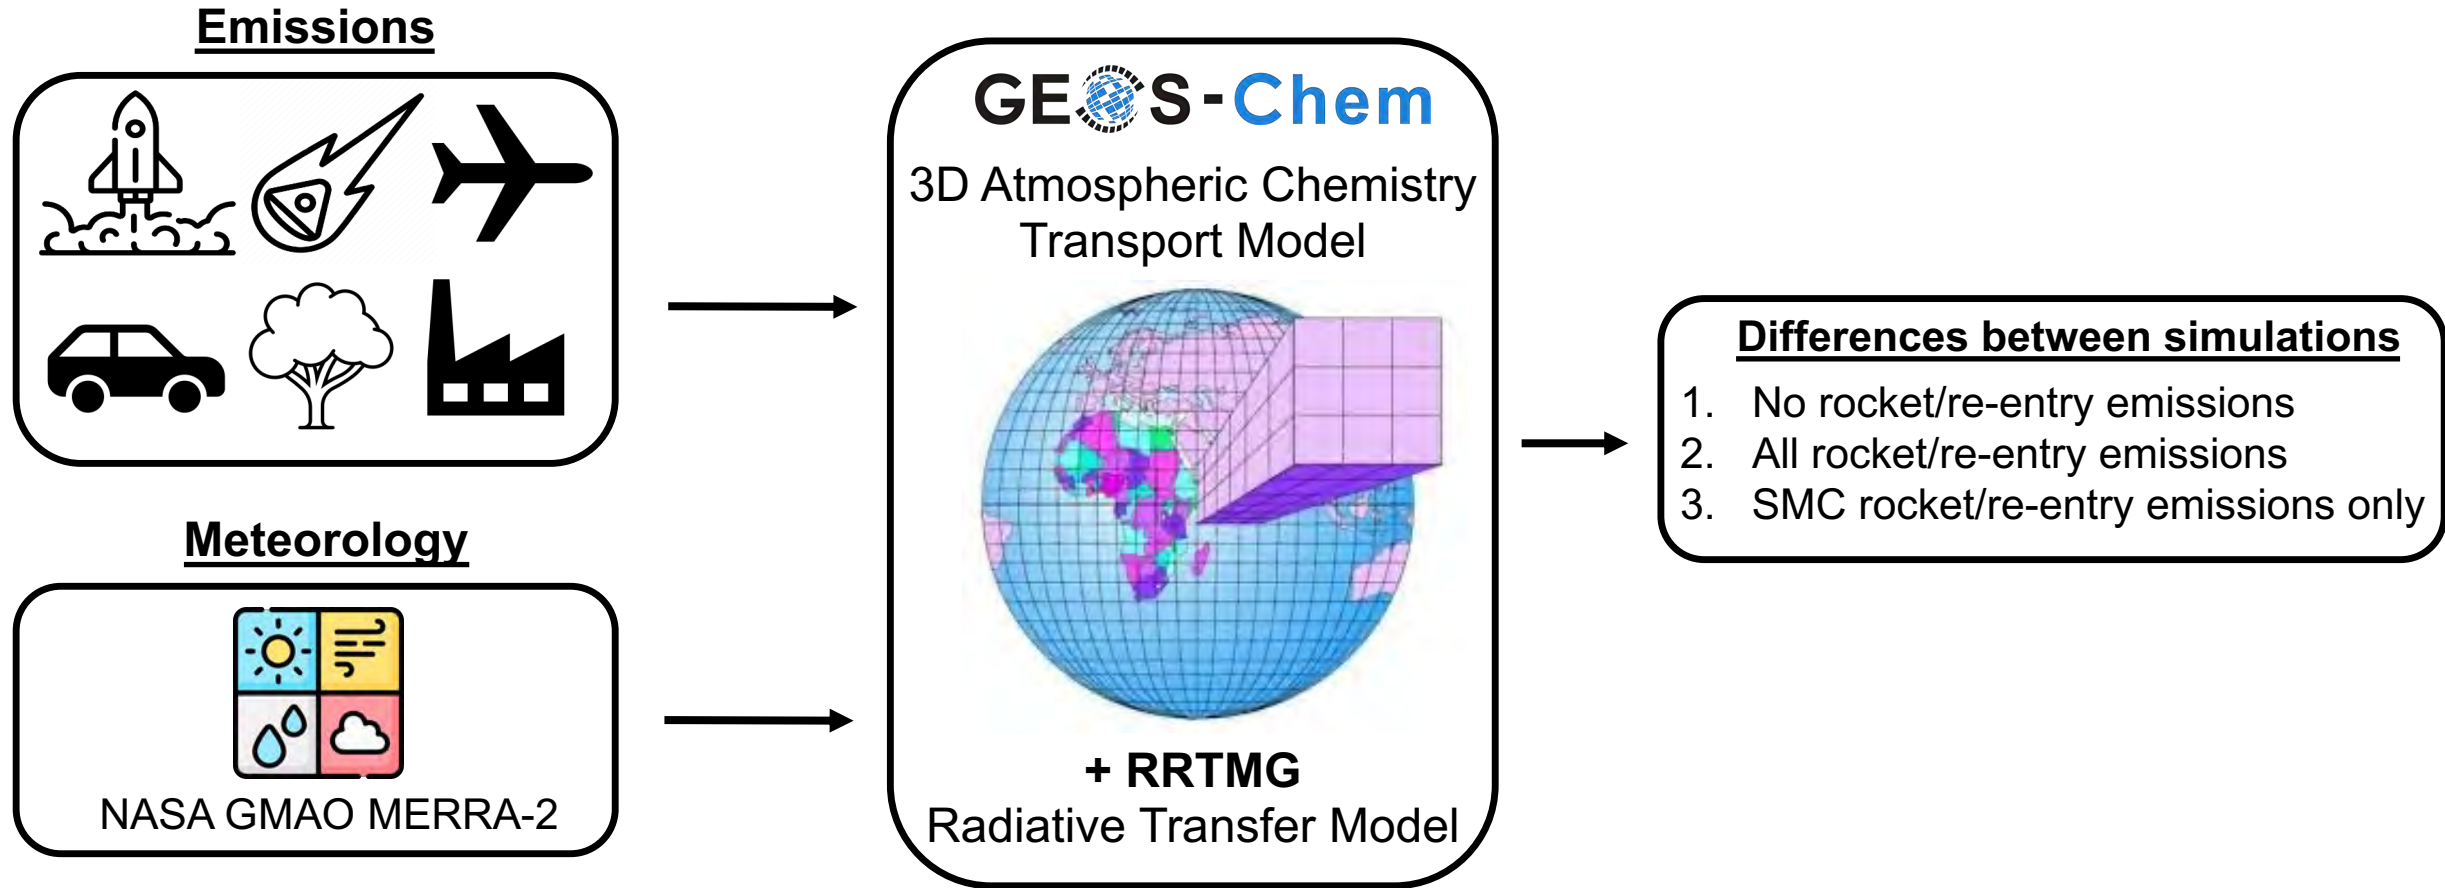 Emissions
GEOS-Chem
3D Atmospheric Chemistry
Transport Model
Differences between simulations
1. No rocket/re-entry emissions
2. All rocket/re-entry emissions
3. SMC rocket/re-entry emissions only
Meteorology
NASA GMAO MERRA-2
+ RRTMG
Radiative Transfer Model